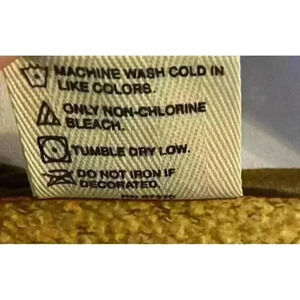 MACHINE WASH COLD IN
LIKE COLORS.
ONLY NON-CHLORINE
BLEACH.
TUMBLE DRY LOW.
DO NOT IRON IF
DECORATED.